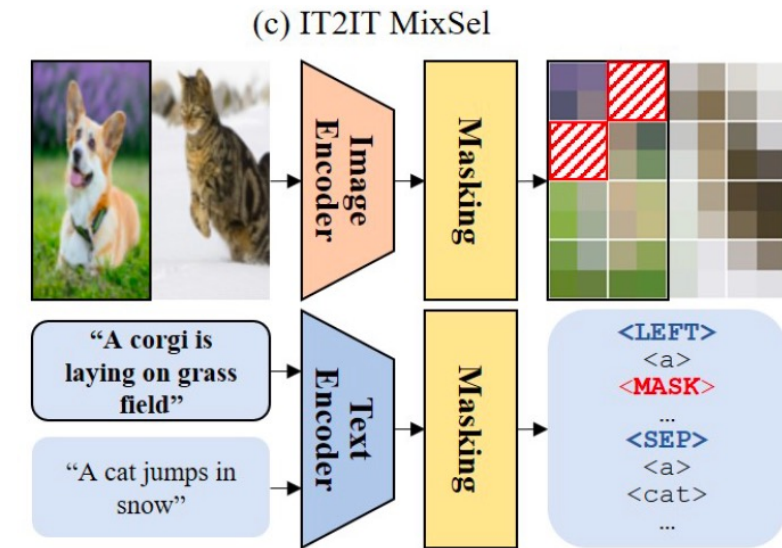 (c) IT2IT MixSel
Image
Encoder
Masking
“A corgi is
laying on grass
field”
“A cat jumps in
snow”
Text
Encoder
Masking
<LEFT>
<a>
<MASK>
...
<SEP>
<a>
<cat>
...